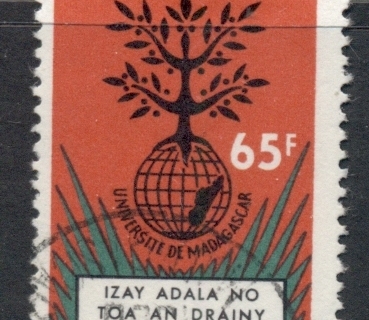 65F
UNIVERSITE DE MADAGASCAR
IZAY ADALA NO
TOA AN DRAINY